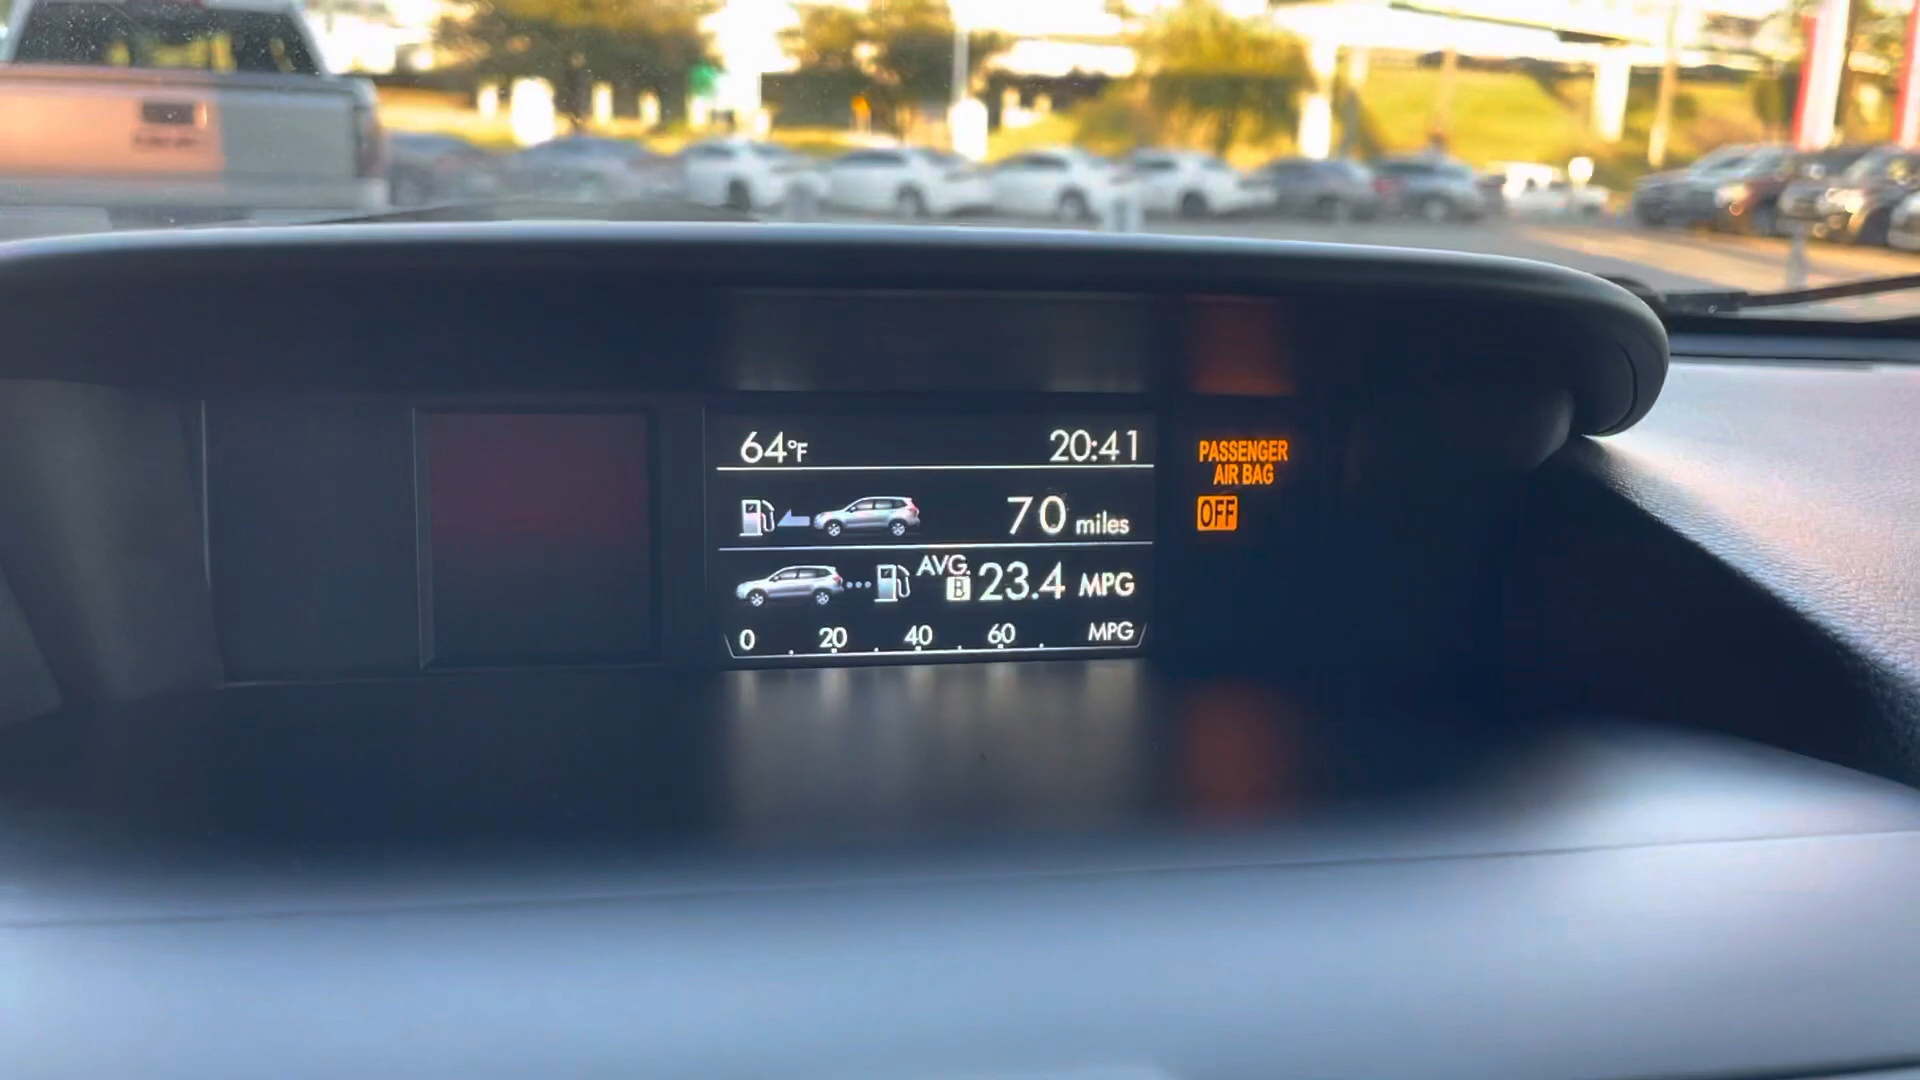 64°F 20:41
70 miles
AVG.
B 23.4 MPG
0 20 40 60 MPG
PASSENGER
AIR BAG
OFF